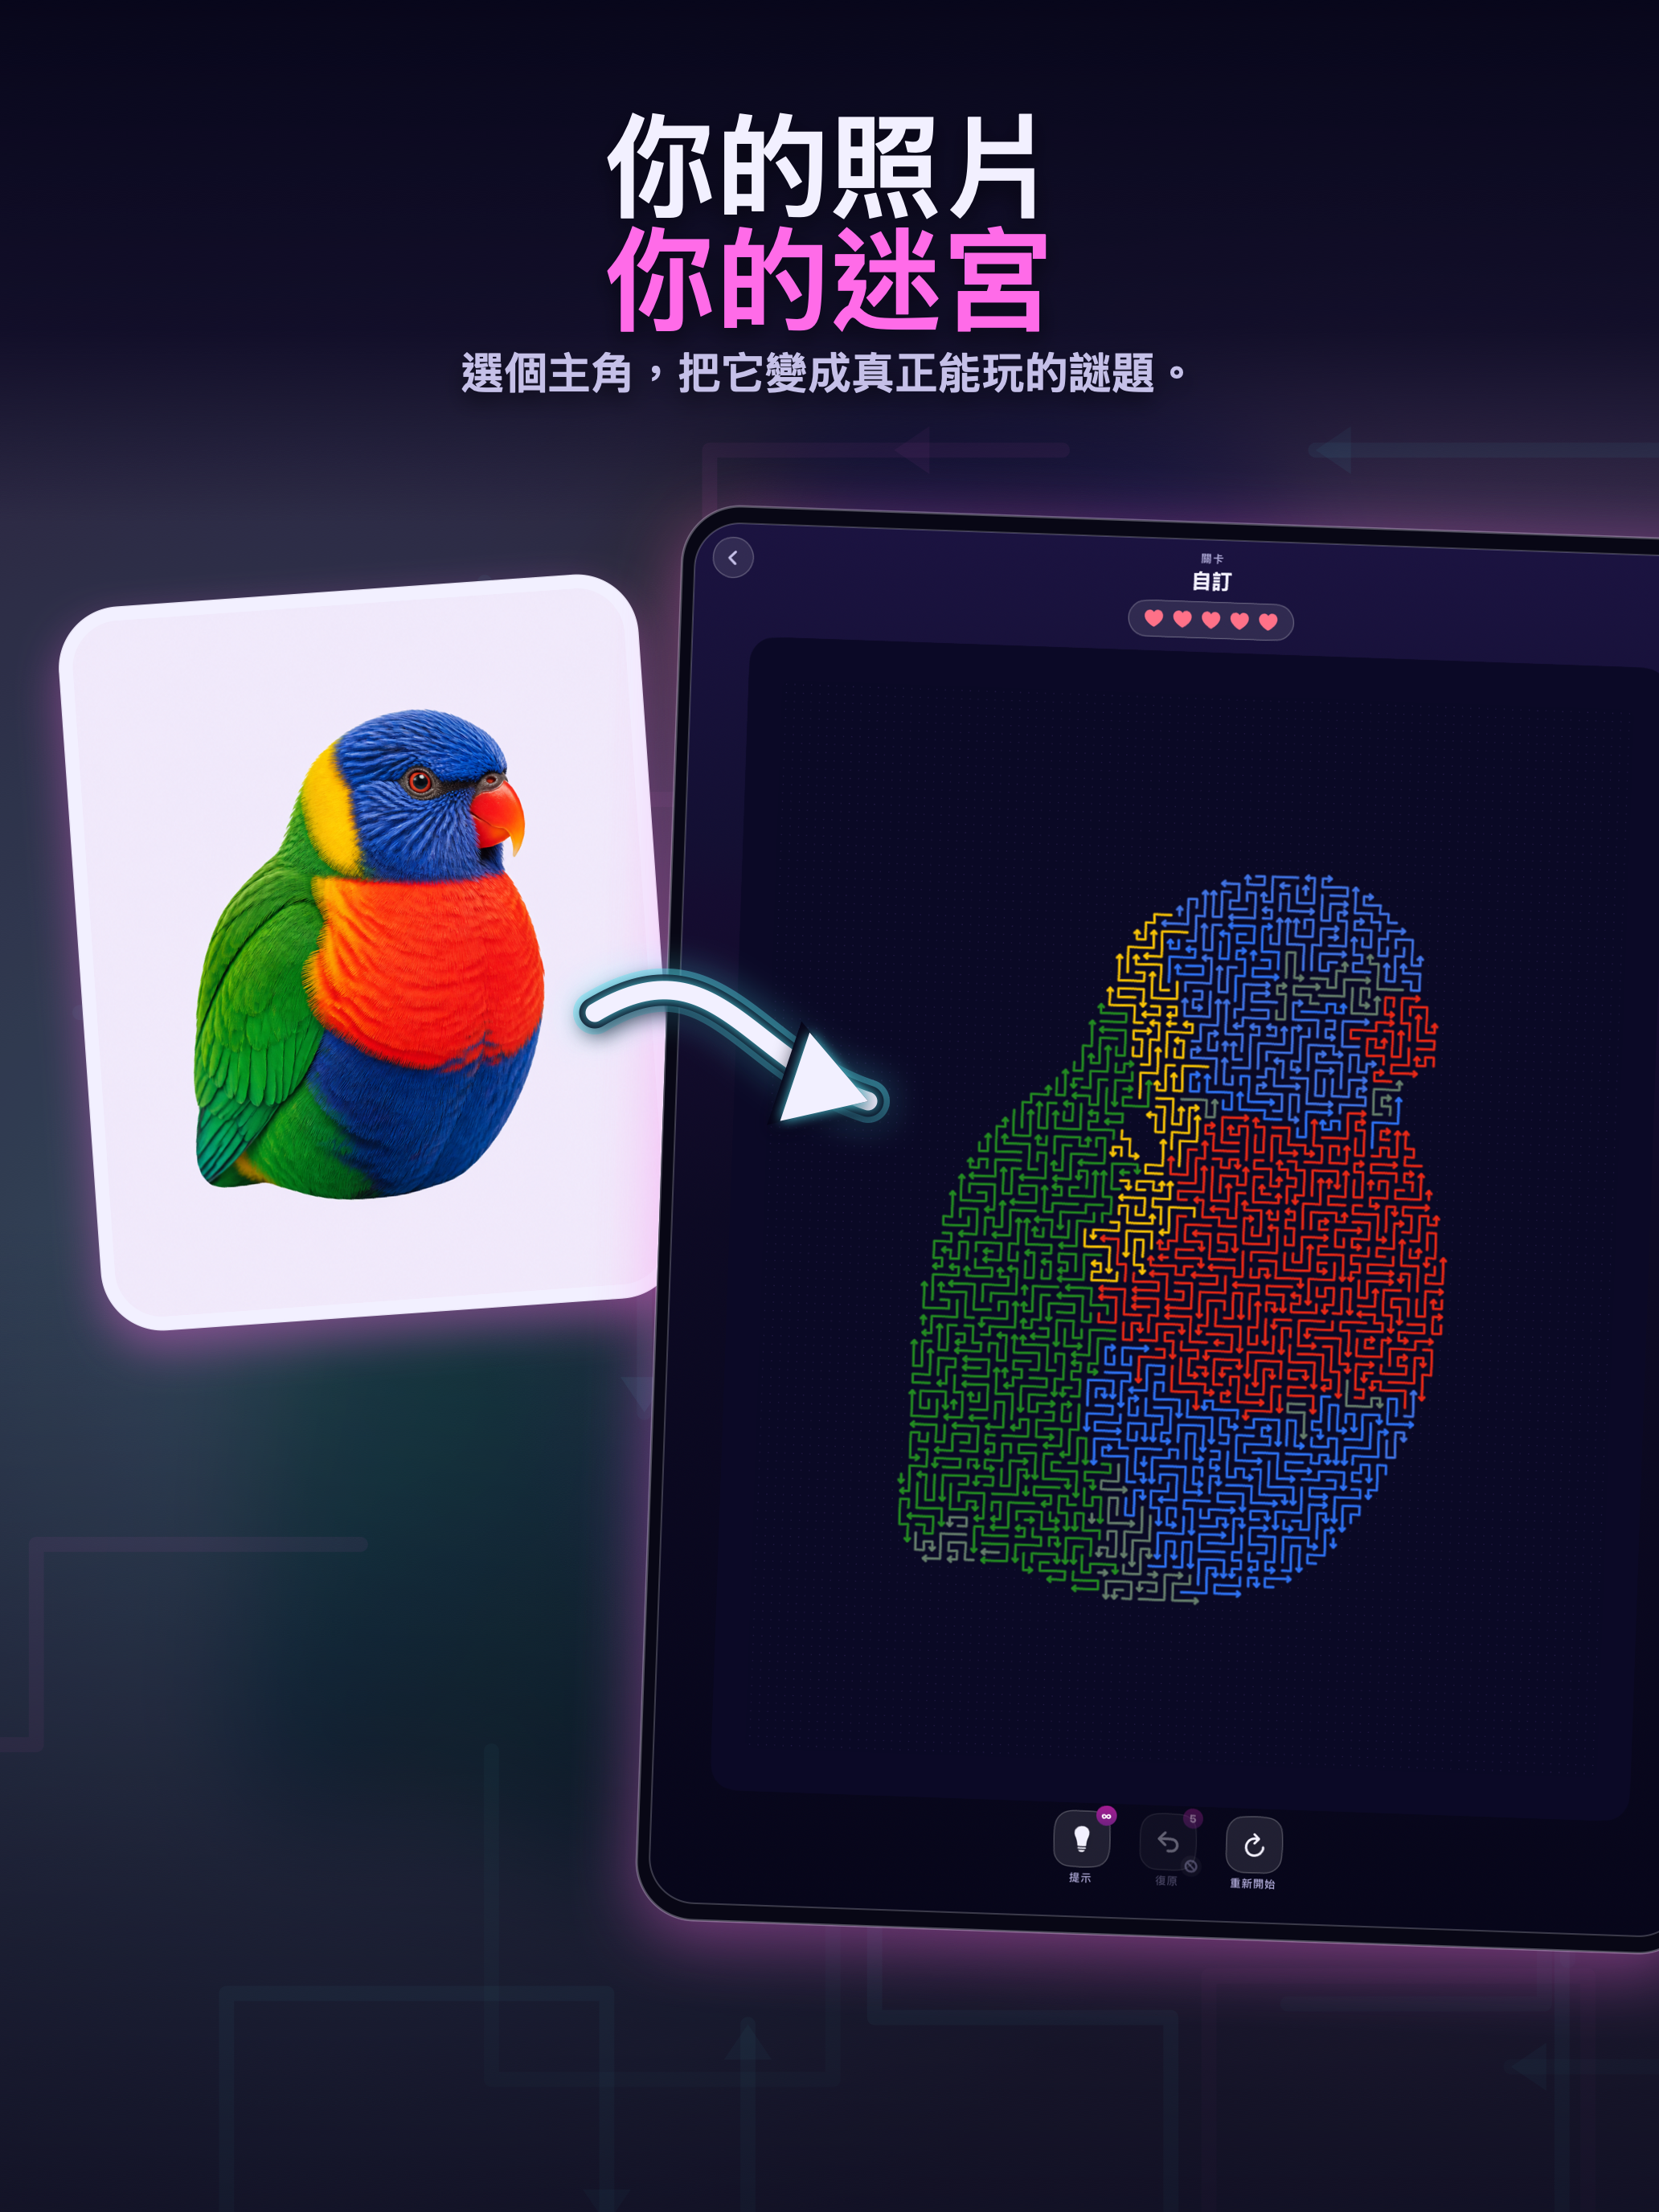 你的照片
你的迷宮
選個主角，把它變成真正能玩的謎題。
關卡
自訂
∞
5
提示
復原
重新開始